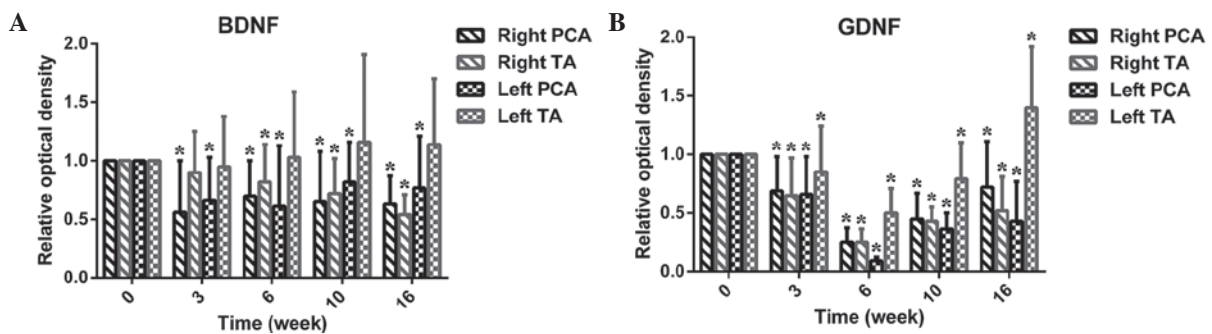 A
BDNF
Relative optical density
2.0
1.5
1.0
0.5
0.0
* * * * * * * * * * *
0 3 6 10 16
Time (week)
Right PCA
Right TA
Left PCA
Left TA
B
GDNF
Relative optical density
2.0
1.5
1.0
0.5
0.0
* * * * * * * * * * * * * * * *
0 3 6 10 16
Time (week)
Right PCA
Right TA
Left PCA
Left TA